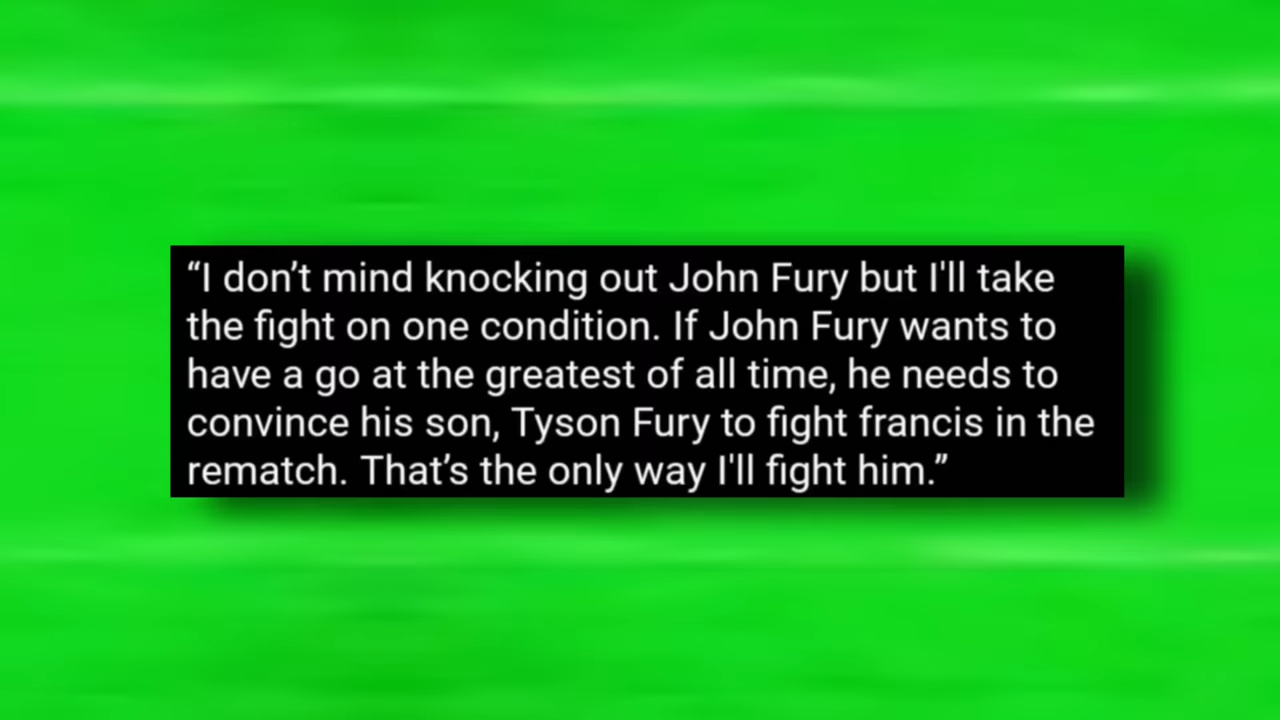 “I don’t mind knocking out John Fury but I'll take
the fight on one condition. If John Fury wants to
have a go at the greatest of all time, he needs to
convince his son, Tyson Fury to fight francis in the
rematch. That’s the only way I'll fight him.”